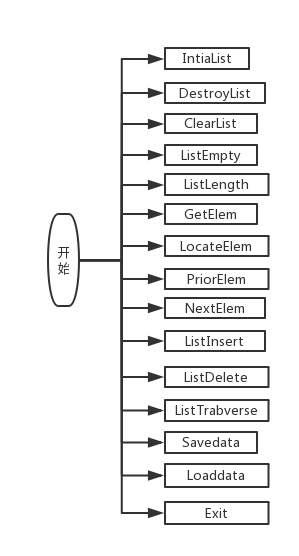 开始
IntiaList
DestroyList
ClearList
ListEmpty
ListLength
GetElem
LocateElem
PriorElem
NextElem
ListInsert
ListDelete
ListTrabverse
Savedata
Loaddata
Exit